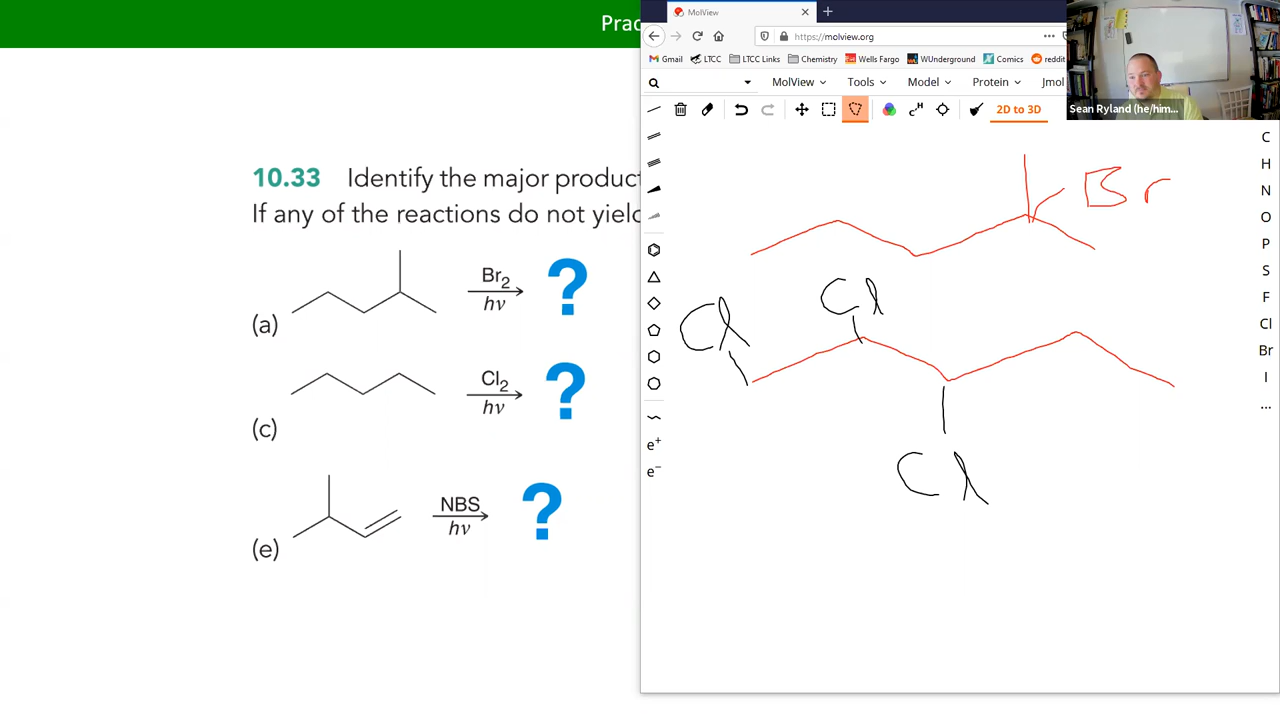 Prac
10.33 Identify the major product
If any of the reactions do not yield
(a)
Br2
hν
?
(c)
Cl2
hν
?
(e)
NBS
hν
?
MolView
https://molview.org
Gmail LTCC LTCC Links Chemistry Wells Fargo WUnderground Comics reddit
MolView Tools Model Protein Jmol
2D to 3D
Sean Ryland (he/him...
C
H
N
O
P
S
F
Cl
Br
I
...
e+
e−
Br
Cl
Cl
Cl